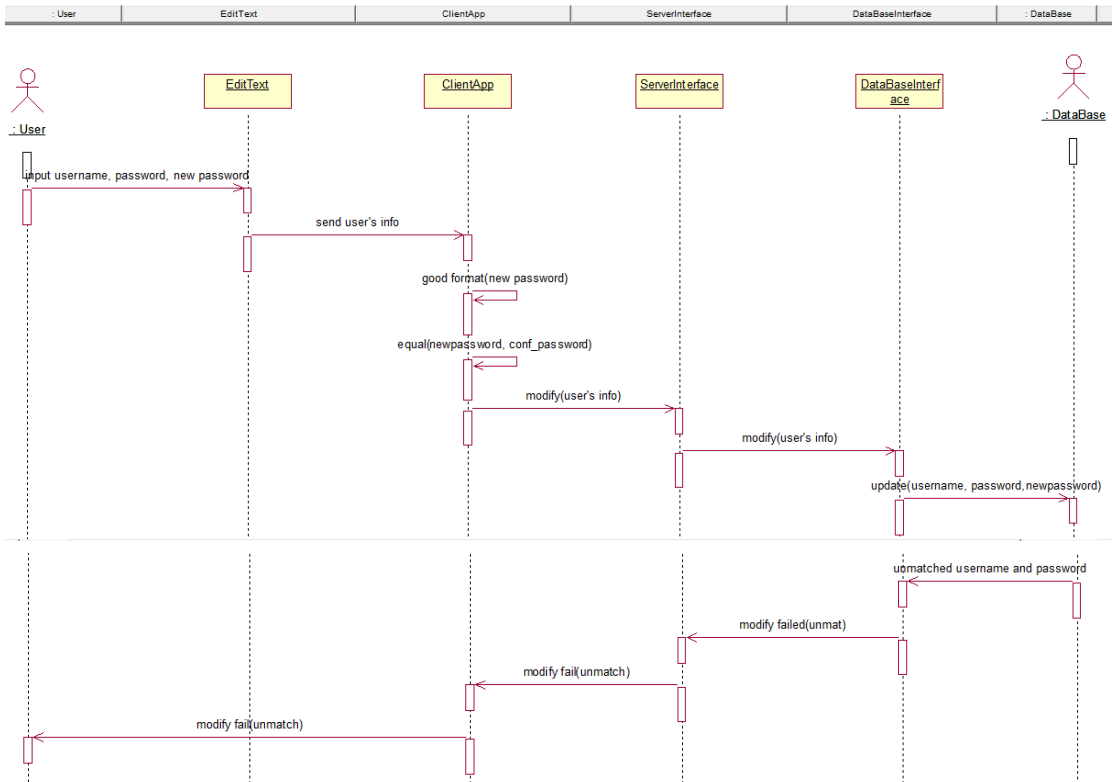 : User
EditText
ClientApp
ServerInterface
DataBaseInterface
: DataBase
EditText
ClientApp
ServerInterface
DataBaseInterf
ace
: User
: DataBase
input username, password, new password
send user's info
good format(new password)
equal(newpassword, conf_password)
modify(user's info)
modify(user's info)
update(username, password,newpassword)
unmatched username and password
modify failed(unmat)
modify fail(unmatch)
modify fail(unmatch)